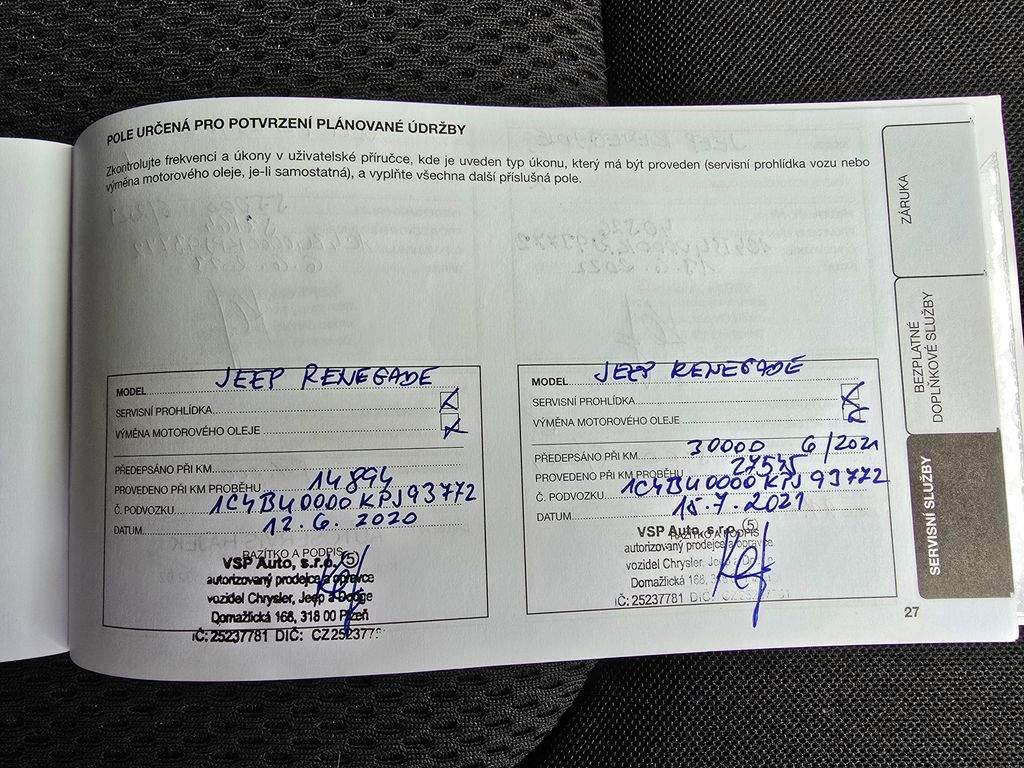 POLE URČENÁ PRO POTVRZENÍ PLÁNOVANÉ ÚDRŽBY
Zkontrolujte frekvenci a úkony v uživatelské příručce, kde je uveden typ úkonu, který má být proveden (servisní prohlídka vozu nebo
výměna motorového oleje, je-li samostatná), a vyplňte všechna další příslušná pole.
MODEL JEEP RENEGADE
SERVISNÍ PROHLÍDKA
VÝMĚNA MOTOROVÉHO OLEJE
PŘEDEPSÁNO PŘI KM
PROVEDENO PŘI KM PROBĚHU 14894
Č. PODVOZKU 1C4BU0000KPJ93772
DATUM 12.6.2020
RAZÍTKO A PODPIS
VSP Auto, s.r.o. 5
autorizovaný prodejce a opravce
vozidel Chrysler, Jeep a Dodge
Domažlická 168, 318 00 Plzeň
IČ: 25237781 DIČ: CZ2523778
MODEL JEEP RENEGADE
SERVISNÍ PROHLÍDKA
VÝMĚNA MOTOROVÉHO OLEJE
PŘEDEPSÁNO PŘI KM 30000 6/2021
PROVEDENO PŘI KM PROBĚHU 27545
Č. PODVOZKU 1C4BU0000KPJ93772
DATUM 15.7.2021
RAZÍTKO A PODPIS
VSP Auto, s.r.o. 5
autorizovaný prodejce a opravce
vozidel Chrysler, Jeep
Domažlická 168,
IČ: 25237781 DIČ:
ZÁRUKA
BEZPLATNÉ
DOPLŇKOVÉ SLUŽBY
SERVISNÍ SLUŽBY
27